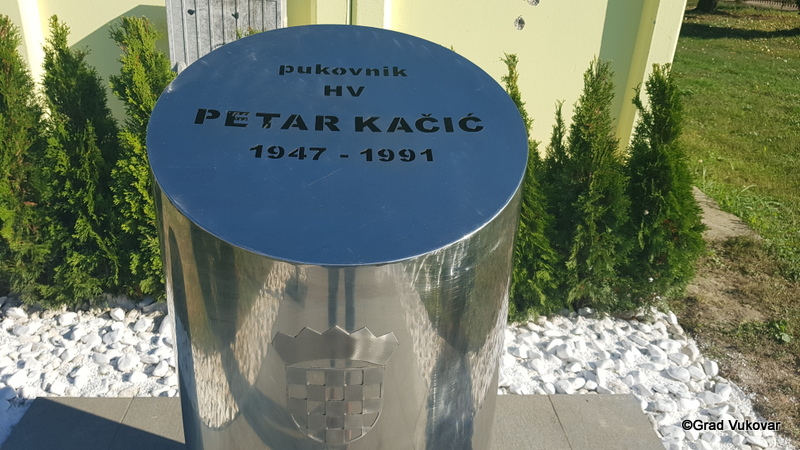 pukovnik
HV
PETAR KAČIĆ
1947 - 1991
©Grad Vukovar